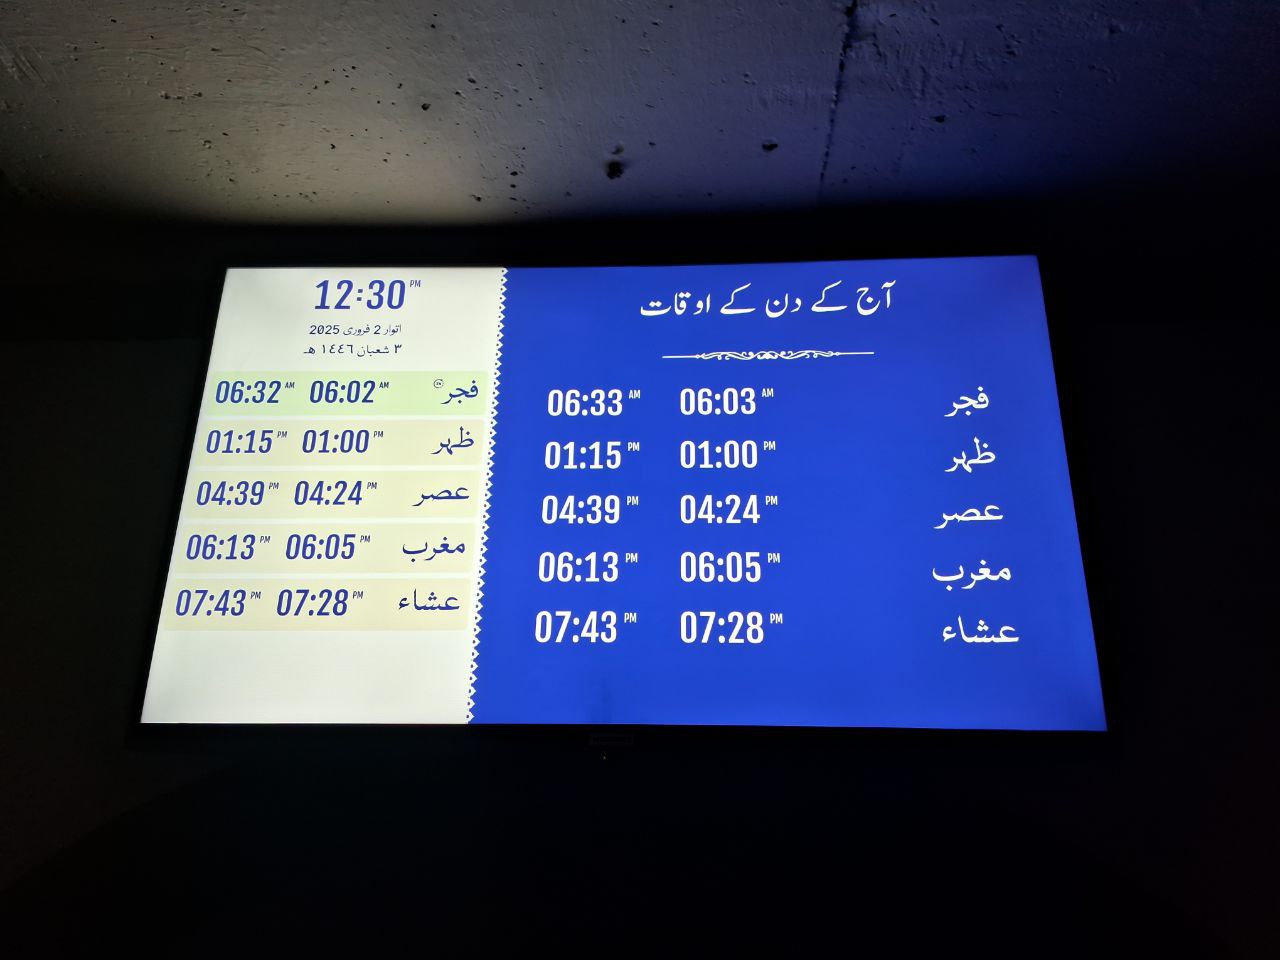 12:30 PM
اتوار 2 فروری 2025
٣ شعبان ١٤٤٦ هـ
فجر 06:02 AM 06:32 AM
ظہر 01:00 PM 01:15 PM
عصر 04:24 PM 04:39 PM
مغرب 06:05 PM 06:13 PM
عشاء 07:28 PM 07:43 PM
آج کے دن کے اوقات
فجر 06:03 AM 06:33 AM
ظہر 01:00 PM 01:15 PM
عصر 04:24 PM 04:39 PM
مغرب 06:05 PM 06:13 PM
عشاء 07:28 PM 07:43 PM